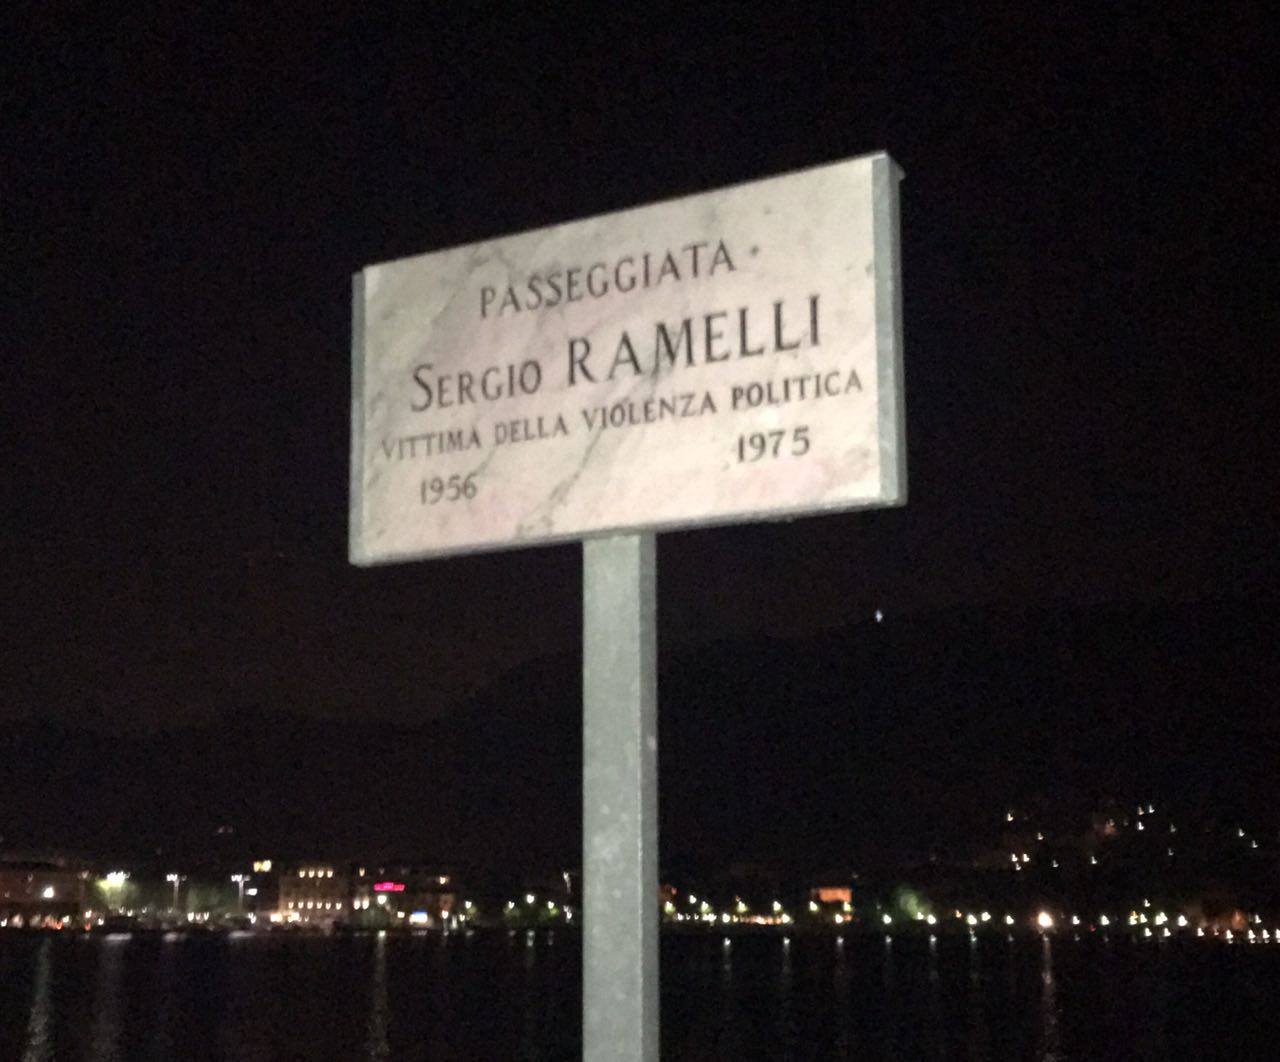 PASSEGGIATA
SERGIO RAMELLI
VITTIMA DELLA VIOLENZA POLITICA
1956 1975